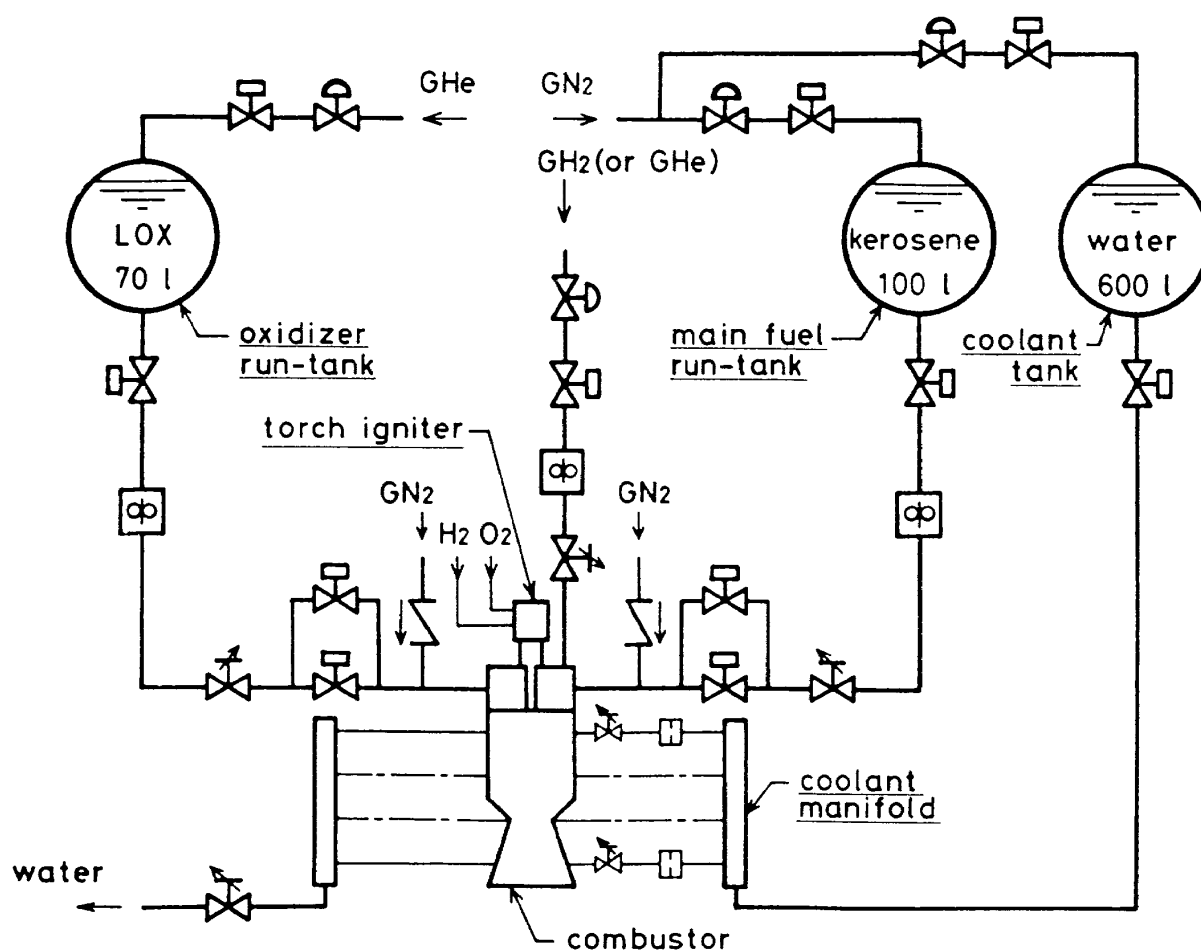 GHe
GN2
GH2 (or GHe)
LOX
70 l
kerosene
100 l
water
600 l
oxidizer
run-tank
main fuel
run-tank
coolant
tank
torch igniter
GN2
H2 O2
GN2
coolant
manifold
water
combustor